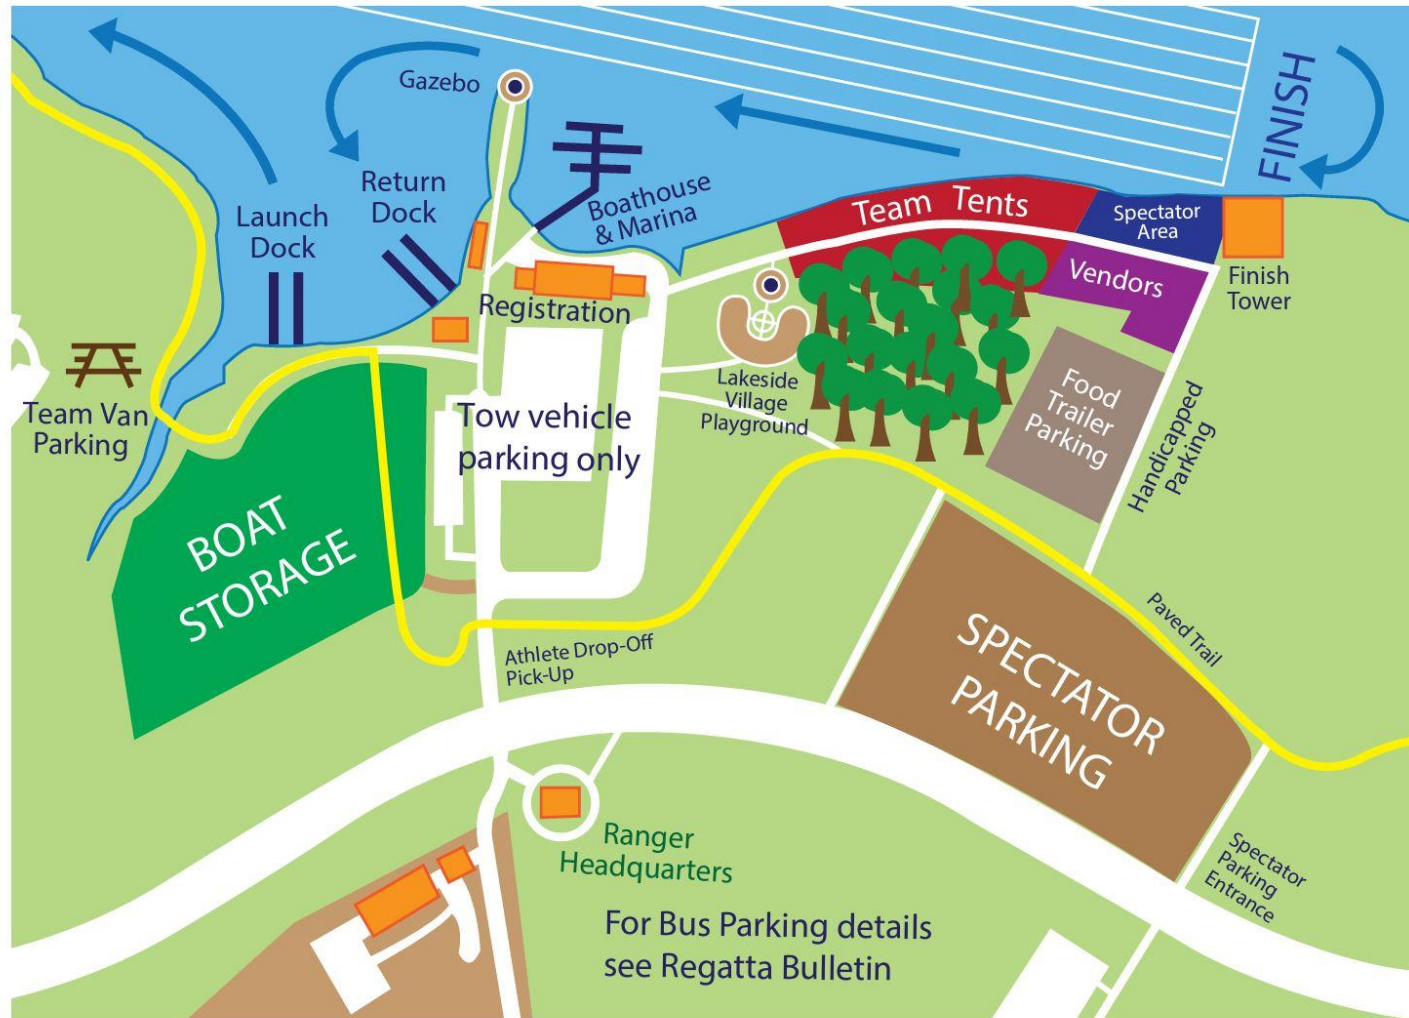 Gazebo
FINISH
Return
Dock
Launch
Dock
Boathouse
& Marina
Team Tents
Spectator
Area
Finish
Tower
Vendors
Registration
Team Van
Parking
Tow vehicle
parking only
Lakeside
Village
Playground
Food
Trailer
Parking
Handicapped
Parking
BOAT
STORAGE
Athlete Drop-Off
Pick-Up
Paved Trail
SPECTATOR
PARKING
Ranger
Headquarters
Spectator
Parking
Entrance
For Bus Parking details
see Regatta Bulletin